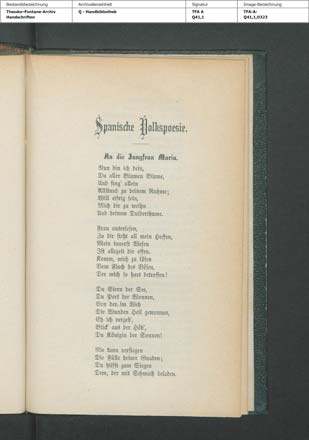 Bestandsbezeichnung
Archivalieneinheit
Signatur
Image-Bezeichnung
Theodor-Fontane-Archiv
Handschriften
Q - Handbibliothek
TFA A
Q41,1
TFA-A:
Q41,1,0323
Spanische Volkspoesie.
An die Jungfrau Maria.
Nun bin ich dein,
Du aller Blumen Blume,
Und sing' allein
Allstund zu deinem Ruhme;
Will eifrig sein,
Mich dir zu weihn
Und deinem Duldertume.
Frau auserlesen,
Zu dir steht all mein Hoffen,
Mein innerst Wesen
Ist allezeit dir offen.
Komm, mich zu lösen
Vom Fluch des Bösen,
Der mich so hart betroffen!
Du Stern der See,
Du Port der Wonnen,
Von der im Weh
Die Wunden Heil gewonnen,
Eh ich vergeh',
Blick' aus der Höh',
Du Königin der Sonnen!
Nie kann versiegen
Die Fülle deiner Gnaden;
Du hilfst zum Siegen
Dem, der mit Schmach beladen.